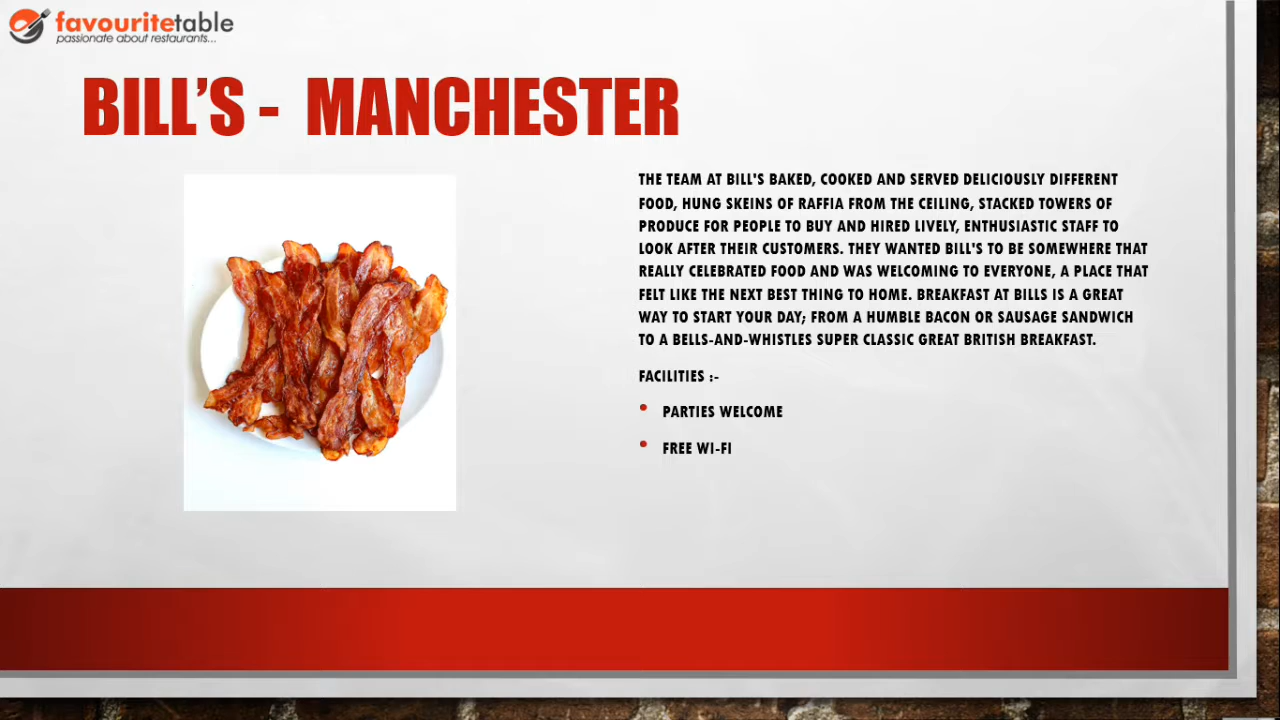 favouritetable
passionate about restaurants...
BILL'S - MANCHESTER
THE TEAM AT BILL'S BAKED, COOKED AND SERVED DELICIOUSLY DIFFERENT
FOOD, HUNG SKEINS OF RAFFIA FROM THE CEILING, STACKED TOWERS OF
PRODUCE FOR PEOPLE TO BUY AND HIRED LIVELY, ENTHUSIASTIC STAFF TO
LOOK AFTER THEIR CUSTOMERS. THEY WANTED BILL'S TO BE SOMEWHERE THAT
REALLY CELEBRATED FOOD AND WAS WELCOMING TO EVERYONE, A PLACE THAT
FELT LIKE THE NEXT BEST THING TO HOME. BREAKFAST AT BILLS IS A GREAT
WAY TO START YOUR DAY; FROM A HUMBLE BACON OR SAUSAGE SANDWICH
TO A BELLS-AND-WHISTLES SUPER CLASSIC GREAT BRITISH BREAKFAST.
FACILITIES :-
• PARTIES WELCOME
• FREE WI-FI